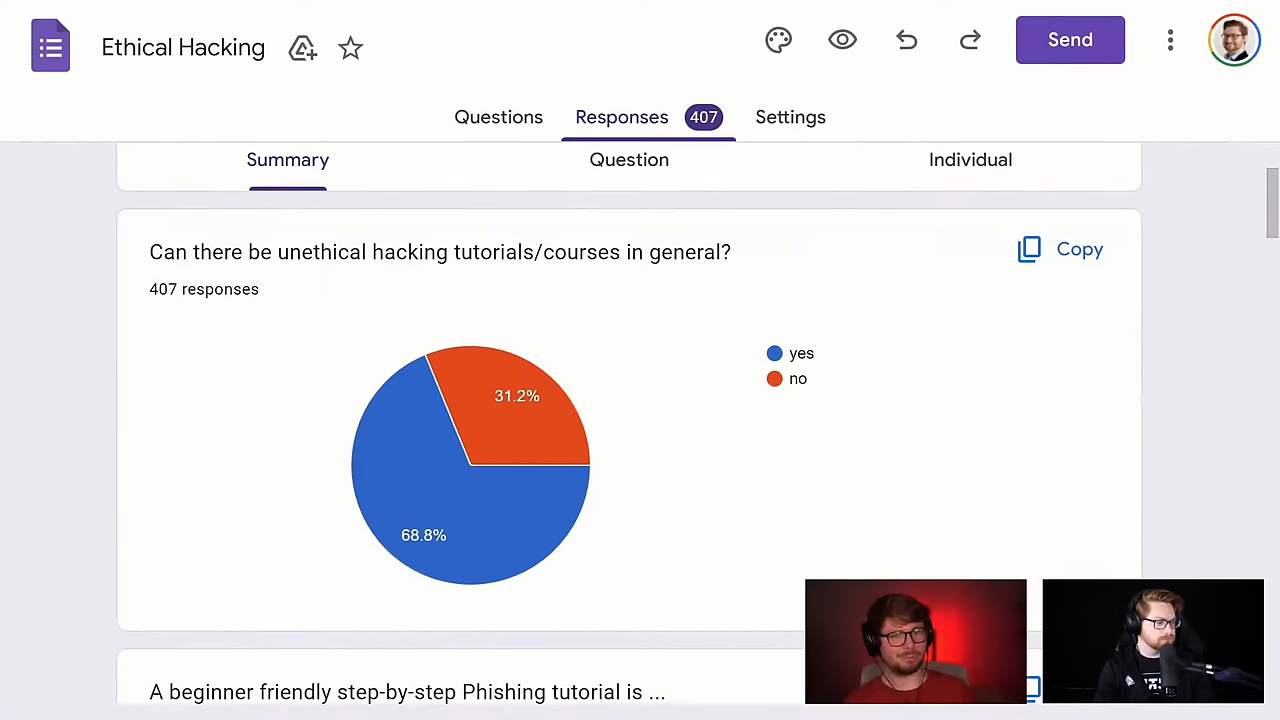 Ethical Hacking
Send
Questions
Responses 407
Settings
Summary
Question
Individual
Can there be unethical hacking tutorials/courses in general?
Copy
407 responses
yes
no
31.2%
68.8%
A beginner friendly step-by-step Phishing tutorial is ...